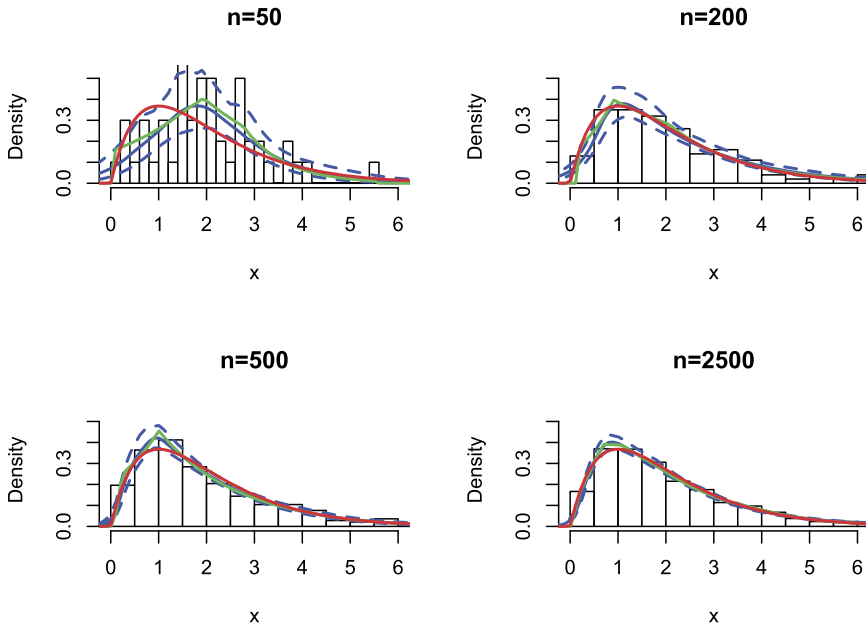 n=50
n=200
Density
0.0 0.3
0 1 2 3 4 5 6
x
Density
0.0 0.3
0 1 2 3 4 5 6
x
n=500
n=2500
Density
0.0 0.3
0 1 2 3 4 5 6
x
Density
0.0 0.3
0 1 2 3 4 5 6
x